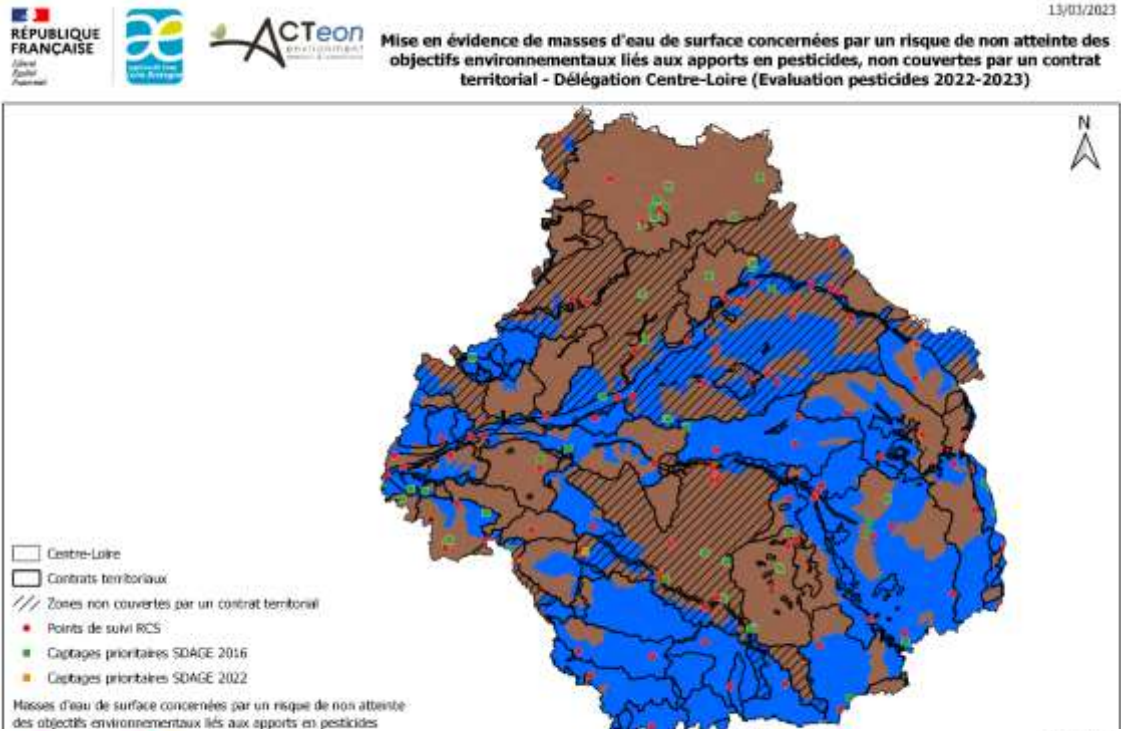 13/03/2023
RÉPUBLIQUE
FRANÇAISE
Liberté
Égalité
Fraternité
ACTeon
environment
Mise en évidence de masses d'eau de surface concernées par un risque de non atteinte des
objectifs environnementaux liés aux apports en pesticides, non couvertes par un contrat
territorial - Délégation Centre-Loire (Evaluation pesticides 2022-2023)
N
Centre-Loire
Contrats territoriaux
Zones non couvertes par un contrat territorial
Points de suivi RCS
Captages prioritaires SDAGE 2016
Captages prioritaires SDAGE 2022
Masses d'eau de surface concernées par un risque de non atteinte
des objectifs environnementaux liés aux apports en pesticides